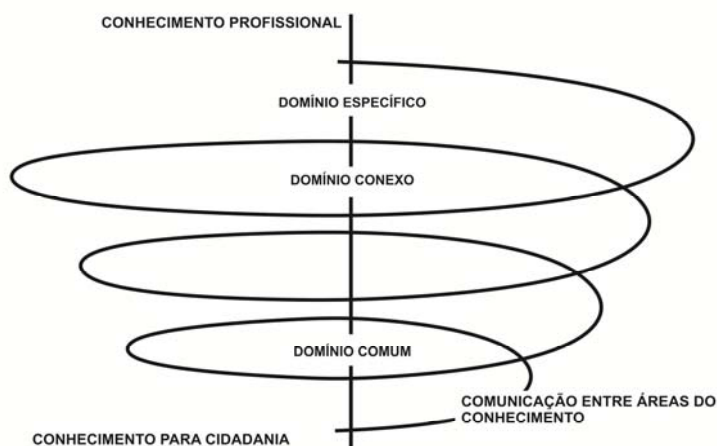 CONHECIMENTO PROFISSIONAL
DOMÍNIO ESPECÍFICO
DOMÍNIO CONEXO
DOMÍNIO COMUM
COMUNICAÇÃO ENTRE ÁREAS DO
CONHECIMENTO
CONHECIMENTO PARA CIDADANIA